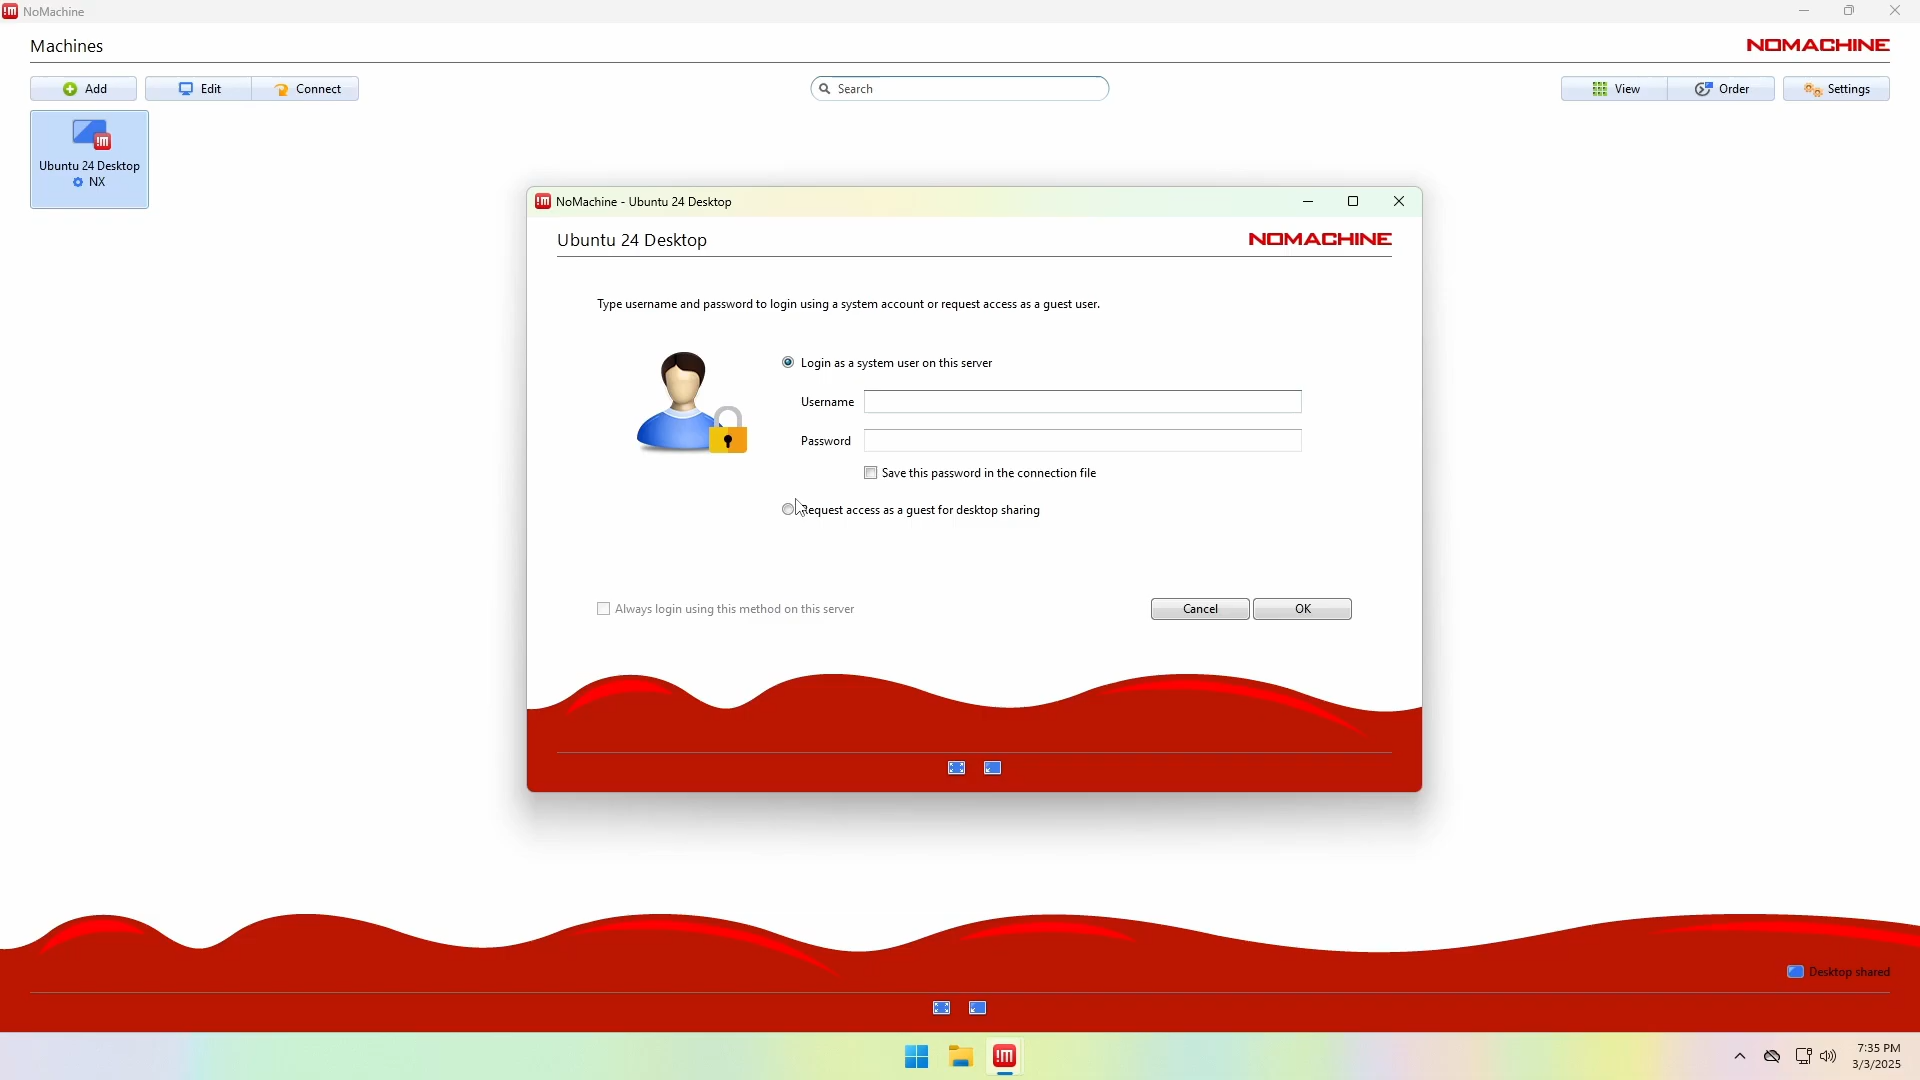 NoMachine
Machines
NOMACHINE
Add
Edit
Connect
Search
View
Order
Settings
Ubuntu 24 Desktop
NX
NoMachine - Ubuntu 24 Desktop
Ubuntu 24 Desktop
NOMACHINE
Type username and password to login using a system account or request access as a guest user.
Login as a system user on this server
Username
Password
Save this password in the connection file
Request access as a guest for desktop sharing
Always login using this method on this server
Cancel
OK
Desktop shared
7:35 PM
3/3/2025